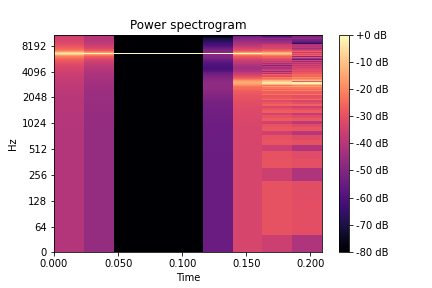 Power spectrogram
8192
4096
2048
1024
512
256
128
64
0
Hz
0.000
0.050
0.100
0.150
0.200
Time
+0 dB
-10 dB
-20 dB
-30 dB
-40 dB
-50 dB
-60 dB
-70 dB
-80 dB